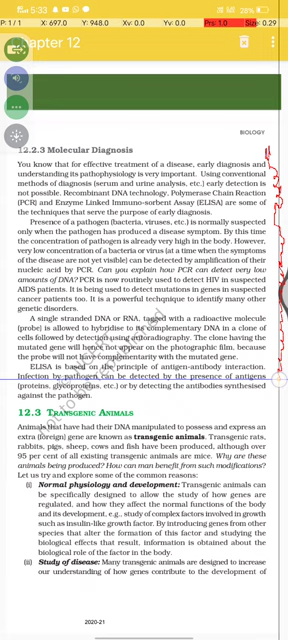 P: 1 / 1 X: 697.0 Y: 948.0 Xv: 0.0 Yv: 0.0 Prs: 1.0 Size: 0.29
5:33 28%
Chapter 12
BIOLOGY
12.2.3 Molecular Diagnosis
You know that for effective treatment of a disease, early diagnosis and
understanding its pathophysiology is very important. Using conventional
methods of diagnosis (serum and urine analysis, etc.) early detection is
not possible. Recombinant DNA technology, Polymerase Chain Reaction
(PCR) and Enzyme Linked Immuno-sorbent Assay (ELISA) are some of
the techniques that serve the purpose of early diagnosis.
Presence of a pathogen (bacteria, viruses, etc.) is normally suspected
only when the pathogen has produced a disease symptom. By this time
the concentration of pathogen is already very high in the body. However,
very low concentration of a bacteria or virus (at a time when the symptoms
of the disease are not yet visible) can be detected by amplification of their
nucleic acid by PCR. Can you explain how PCR can detect very low
amounts of DNA? PCR is now routinely used to detect HIV in suspected
AIDS patients. It is being used to detect mutations in genes in suspected
cancer patients too. It is a powerful techqnique to identify many other
genetic disorders.
A single stranded DNA or RNA, tagged with a radioactive molecule
(probe) is allowed to hybridise to its complementary DNA in a clone of
cells followed by detection using autoradiography. The clone having the
mutated gene will hence not appear on the photographic film, because
the probe will not have complementarity with the mutated gene.
ELISA is based on the principle of antigen-antibody interaction.
Infection by pathogen can be detected by the presence of antigens
(proteins, glycoproteins, etc.) or by detecting the antibodies synthesised
against the pathogen.
12.3 TRANSGENIC ANIMALS
Animals that have had their DNA manipulated to possess and express an
extra (foreign) gene are known as transgenic animals. Transgenic rats,
rabbits, pigs, sheep, cows and fish have been produced, although over
95 per cent of all existing transgenic animals are mice. Why are these
animals being produced? How can man benefit from such modifications?
Let us try and explore some of the common reasons:
(i) Normal physiology and development: Transgenic animals can
be specifically designed to allow the study of how genes are
regulated, and how they affect the normal functions of the body
and its development, e.g., study of complex factors involved in growth
such as insulin-like growth factor. By introducing genes from other
species that alter the formation of this factor and studying the
biological effects that result, information is obtained about the
biological role of the factor in the body.
(ii) Study of disease: Many transgenic animals are designed to increase
our understanding of how genes contribute to the development of
2020-21